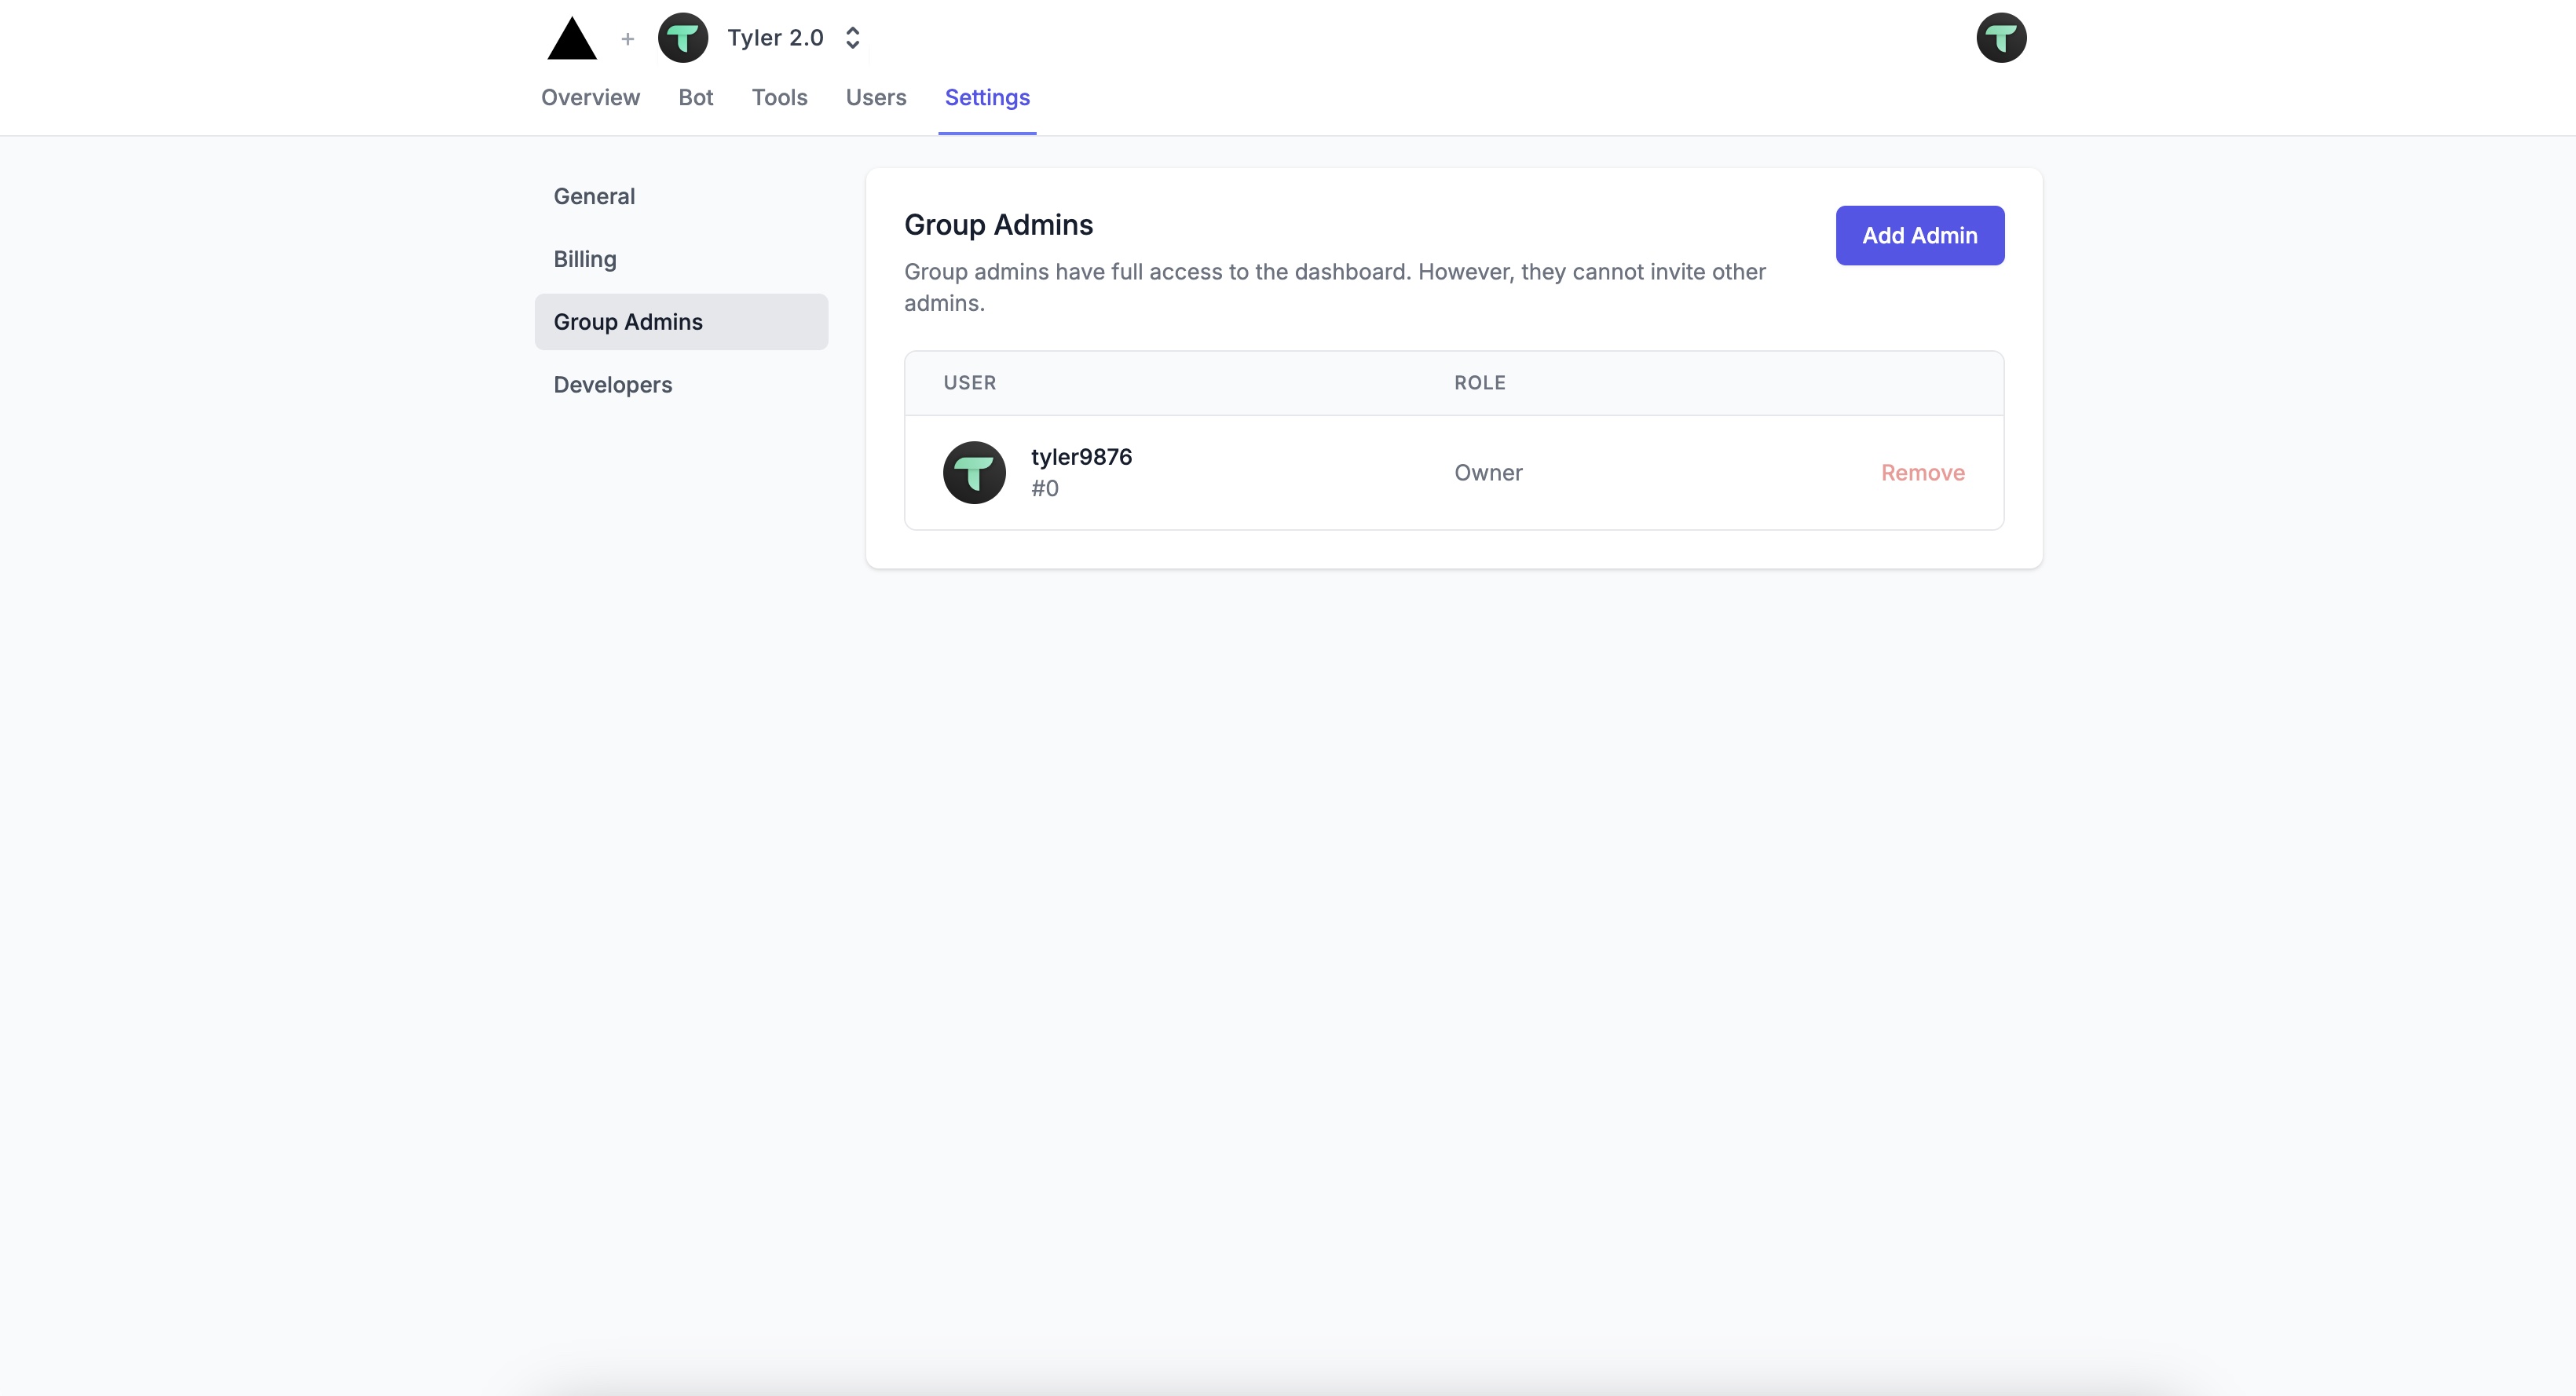 + Tyler 2.0
Overview Bot Tools Users Settings
General
Billing
Group Admins
Developers
Group Admins
Add Admin
Group admins have full access to the dashboard. However, they cannot invite other
admins.
USER ROLE
tyler9876
#0
Owner
Remove